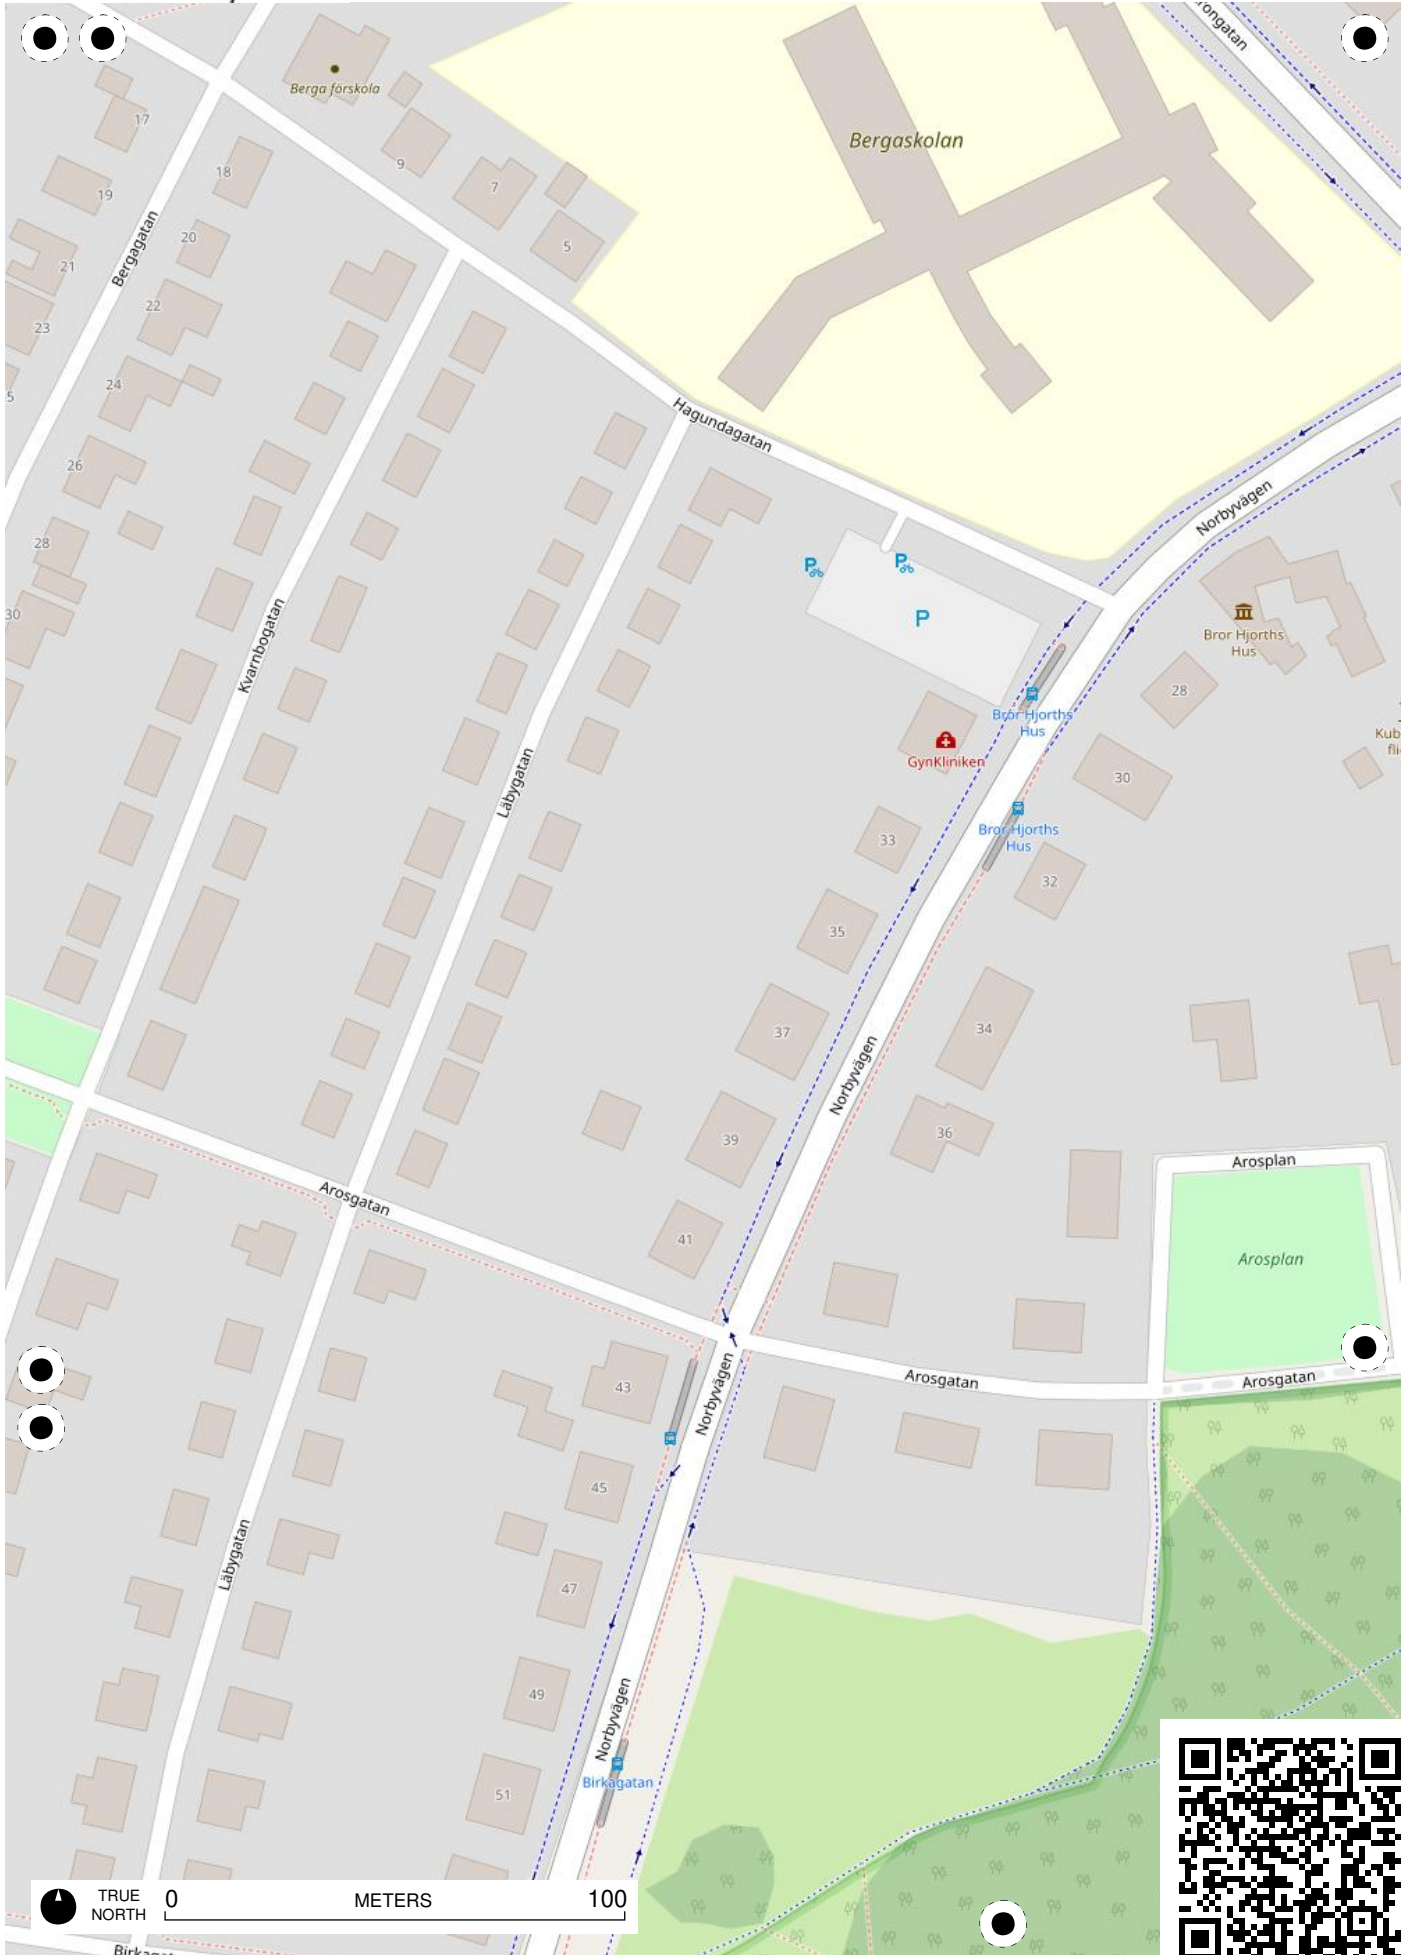 Berga förskola
17
9
7
5
18
19
20
21
22
23
24
26
28
Bergagatan
Bergaskolan
Hagundagatan
Kvarnbogatan
Läbygatan
Norbyvägen
P
P
P
Bror Hjorths
Hus
28
Bror Hjorths
Hus
GynKliniken
30
Bror Hjorths
Hus
33
32
35
34
37
Norbyvägen
36
39
41
Arosgatan
Arosplan
Arosplan
Arosgatan
Arosgatan
43
Norbyvägen
45
47
Läbygatan
49
Norbyvägen
51
Birkagatan
TRUE
NORTH
0 METERS 100